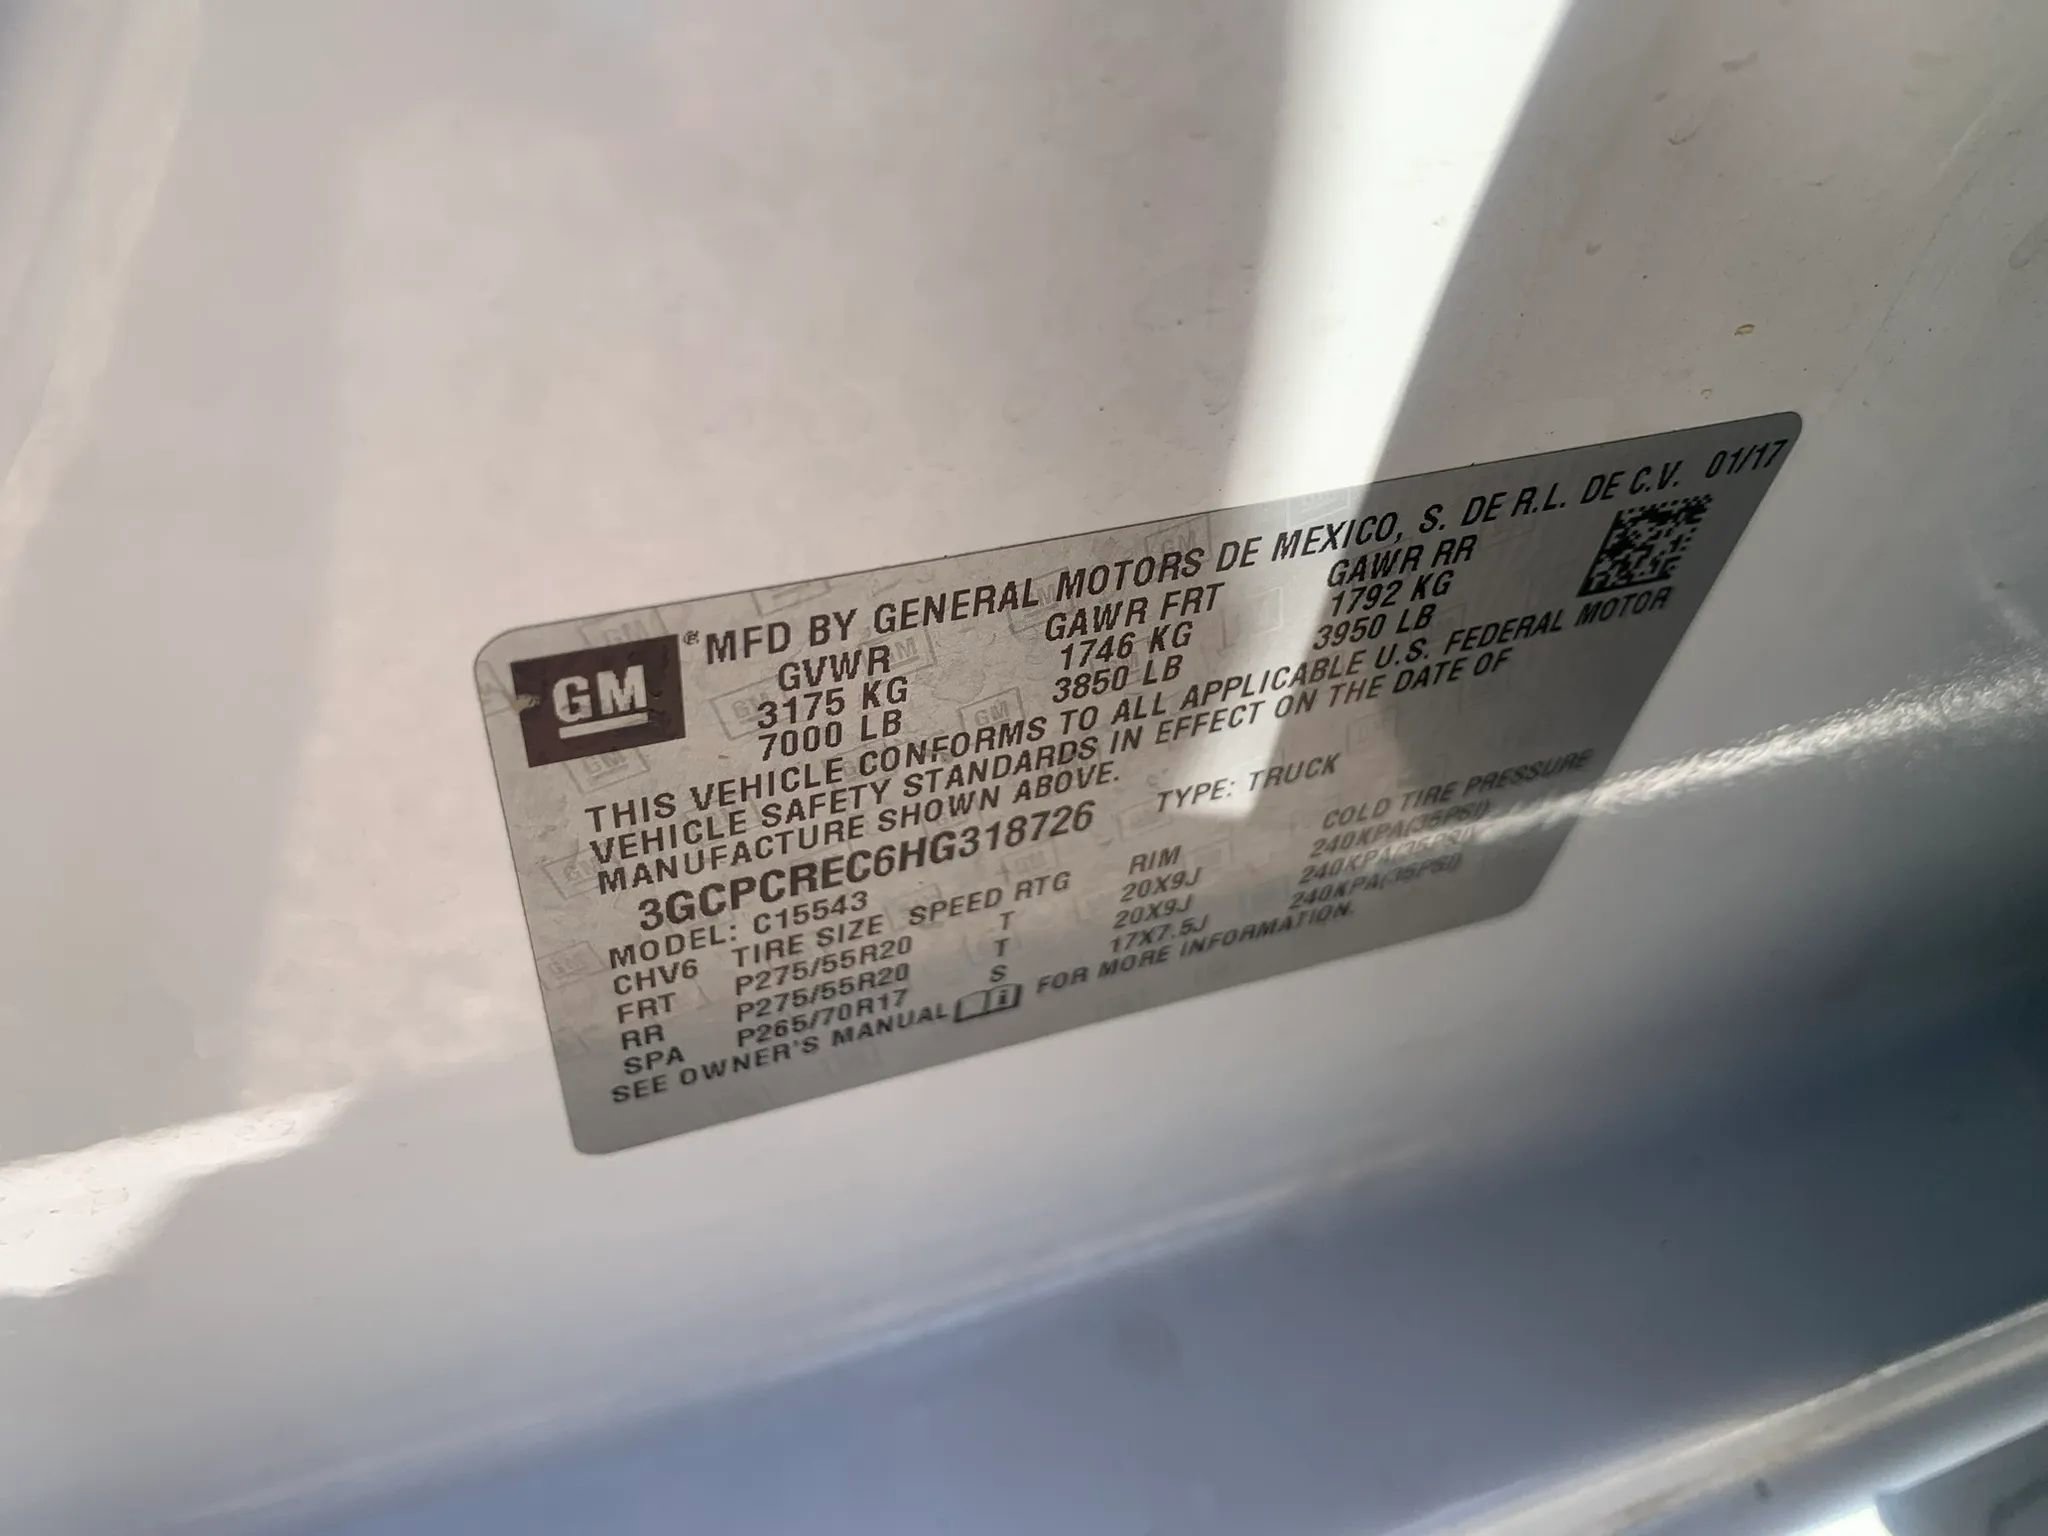 GM ® MFD BY GENERAL MOTORS DE MEXICO, S. DE R.L. DE C.V. 01/17
GVWR GAWR FRT GAWR RR
3175 KG 1746 KG 1792 KG
7000 LB 3850 LB 3950 LB
THIS VEHICLE CONFORMS TO ALL APPLICABLE U.S. FEDERAL MOTOR
VEHICLE SAFETY STANDARDS IN EFFECT ON THE DATE OF
MANUFACTURE SHOWN ABOVE.
3GCPCREC6HG318726 TYPE: TRUCK
MODEL: C15543
CHV6 TIRE SIZE SPEED RTG RIM COLD TIRE PRESSURE
FRT P275/55R20 T 20X9J 240KPA(35PSI)
RR P275/55R20 T 20X9J 240KPA(35PSI)
SPA P265/70R17 S 17X7.5J 240KPA(35PSI)
SEE OWNER'S MANUAL FOR MORE INFORMATION.